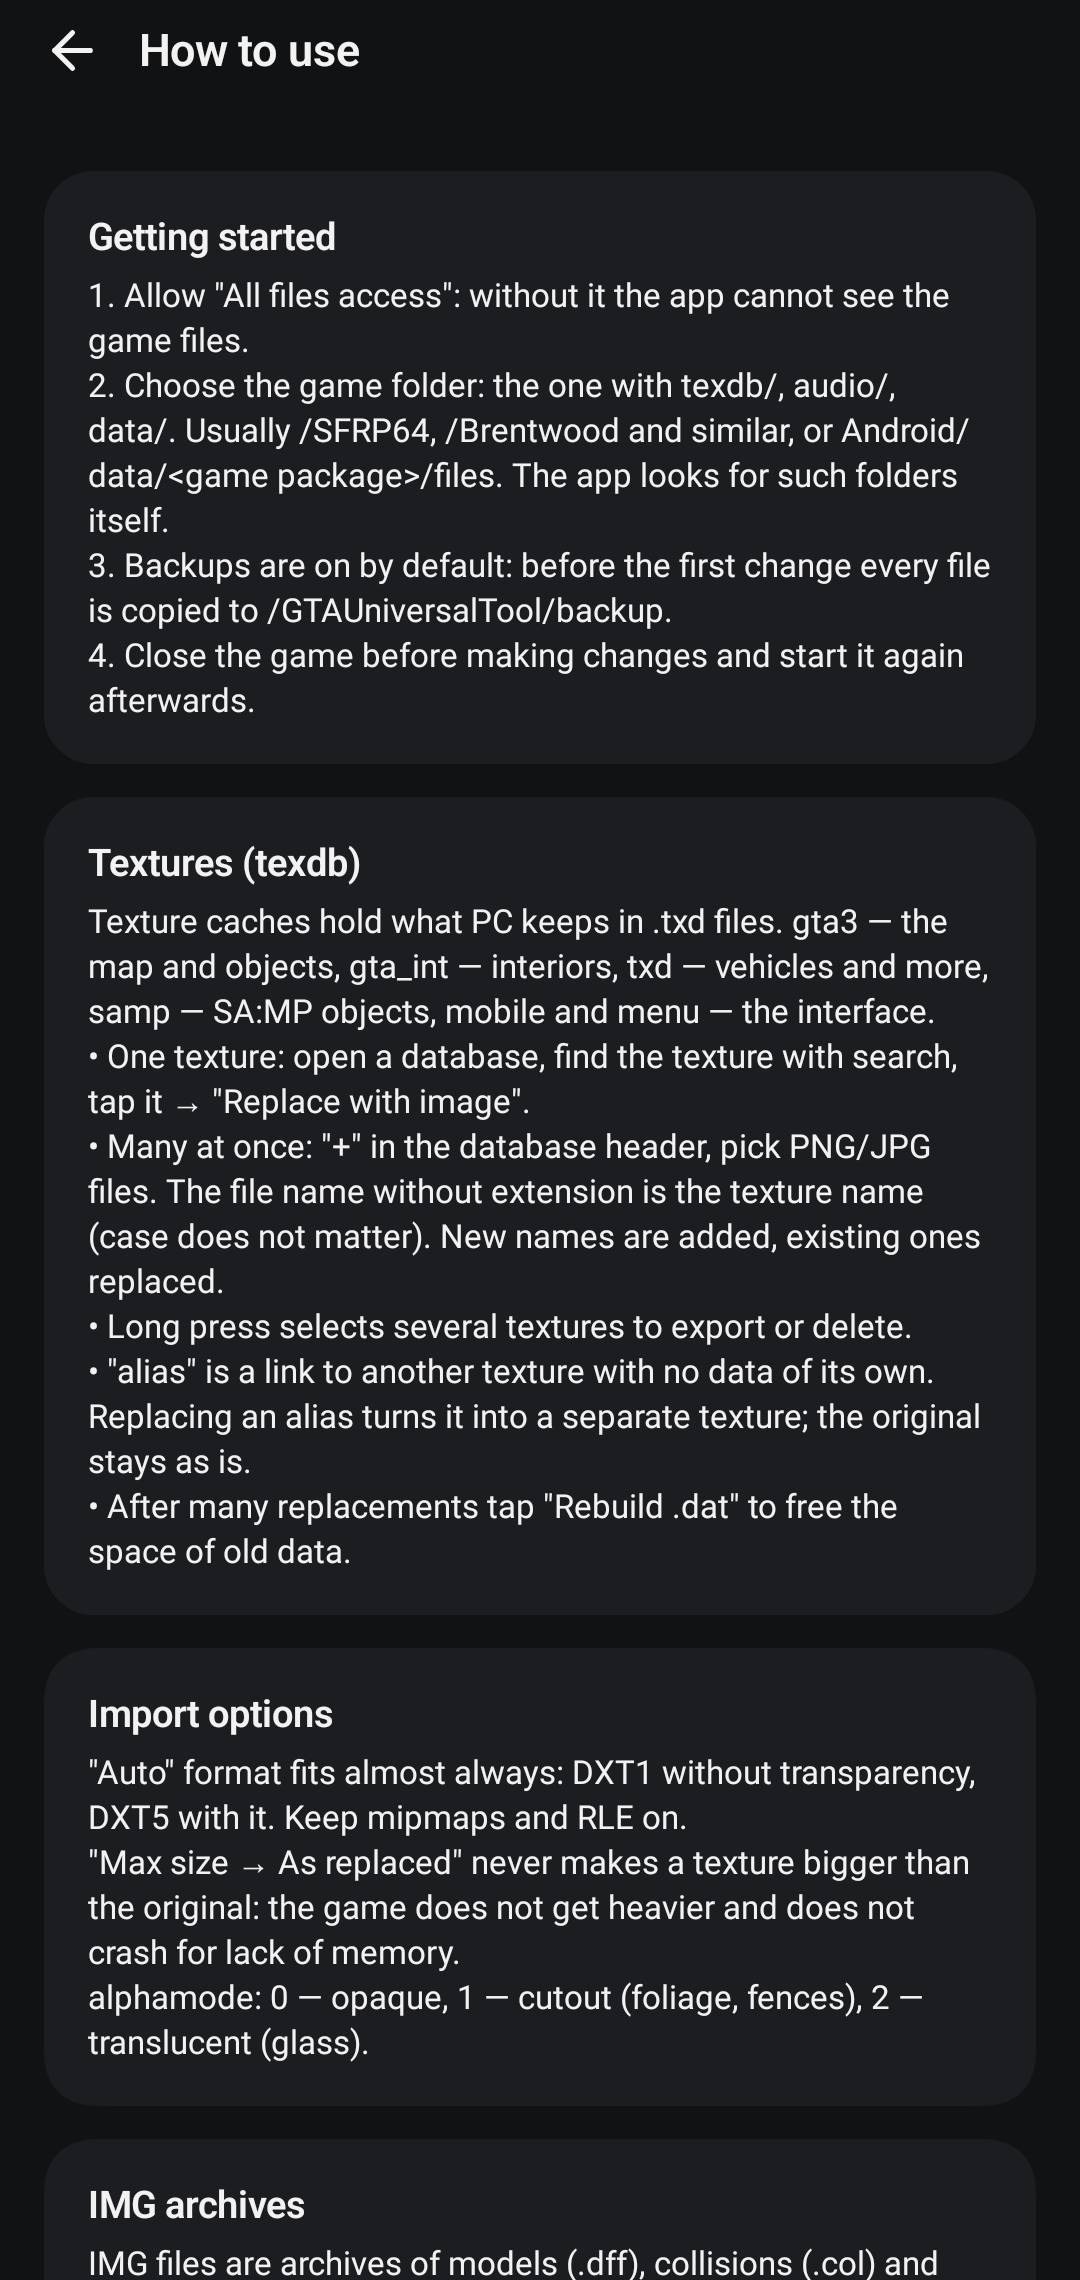 How to use
Getting started
1. Allow "All files access": without it the app cannot see the
game files.
2. Choose the game folder: the one with texdb/, audio/,
data/. Usually /SFRP64, /Brentwood and similar, or Android/
data/<game package>/files. The app looks for such folders
itself.
3. Backups are on by default: before the first change every file
is copied to /GTAUniversalTool/backup.
4. Close the game before making changes and start it again
afterwards.
Textures (texdb)
Texture caches hold what PC keeps in .txd files. gta3 — the
map and objects, gta_int — interiors, txd — vehicles and more,
samp — SA:MP objects, mobile and menu — the interface.
• One texture: open a database, find the texture with search,
tap it → "Replace with image".
• Many at once: "+" in the database header, pick PNG/JPG
files. The file name without extension is the texture name
(case does not matter). New names are added, existing ones
replaced.
• Long press selects several textures to export or delete.
• "alias" is a link to another texture with no data of its own.
Replacing an alias turns it into a separate texture; the original
stays as is.
• After many replacements tap "Rebuild .dat" to free the
space of old data.
Import options
"Auto" format fits almost always: DXT1 without transparency,
DXT5 with it. Keep mipmaps and RLE on.
"Max size → As replaced" never makes a texture bigger than
the original: the game does not get heavier and does not
crash for lack of memory.
alphamode: 0 — opaque, 1 — cutout (foliage, fences), 2 —
translucent (glass).
IMG archives
IMG files are archives of models (.dff), collisions (.col) and